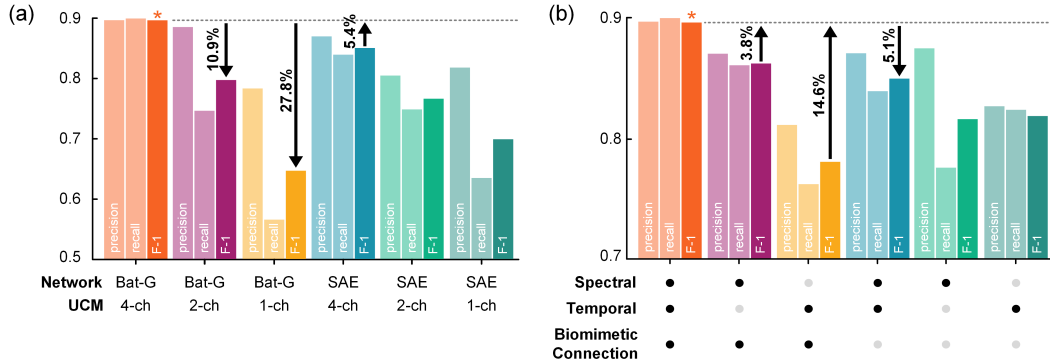 (a)
0.9
0.8
0.7
0.6
0.5
*
10.9%
27.8%
5.4%
precision
recall
F-1
precision
recall
F-1
precision
recall
F-1
precision
recall
F-1
precision
recall
F-1
precision
recall
F-1
Network Bat-G Bat-G Bat-G SAE SAE SAE
UCM 4-ch 2-ch 1-ch 4-ch 2-ch 1-ch
(b)
0.9
0.8
0.7
*
3.8%
14.6%
5.1%
precision
recall
F-1
precision
recall
F-1
precision
recall
F-1
precision
recall
F-1
precision
recall
F-1
precision
recall
F-1
Spectral
Temporal
Biomimetic
Connection